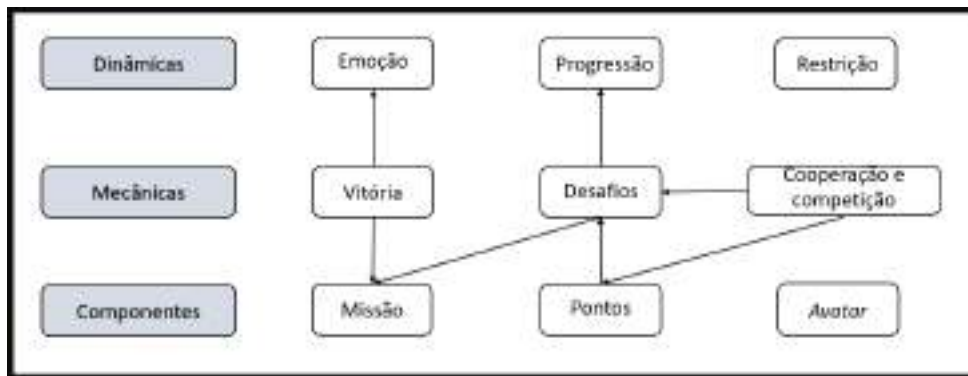 Dinâmicas
Emoção
Progressão
Restrição
Mecânicas
Vitória
Desafios
Cooperação e
competição
Componentes
Missão
Pontos
Avatar